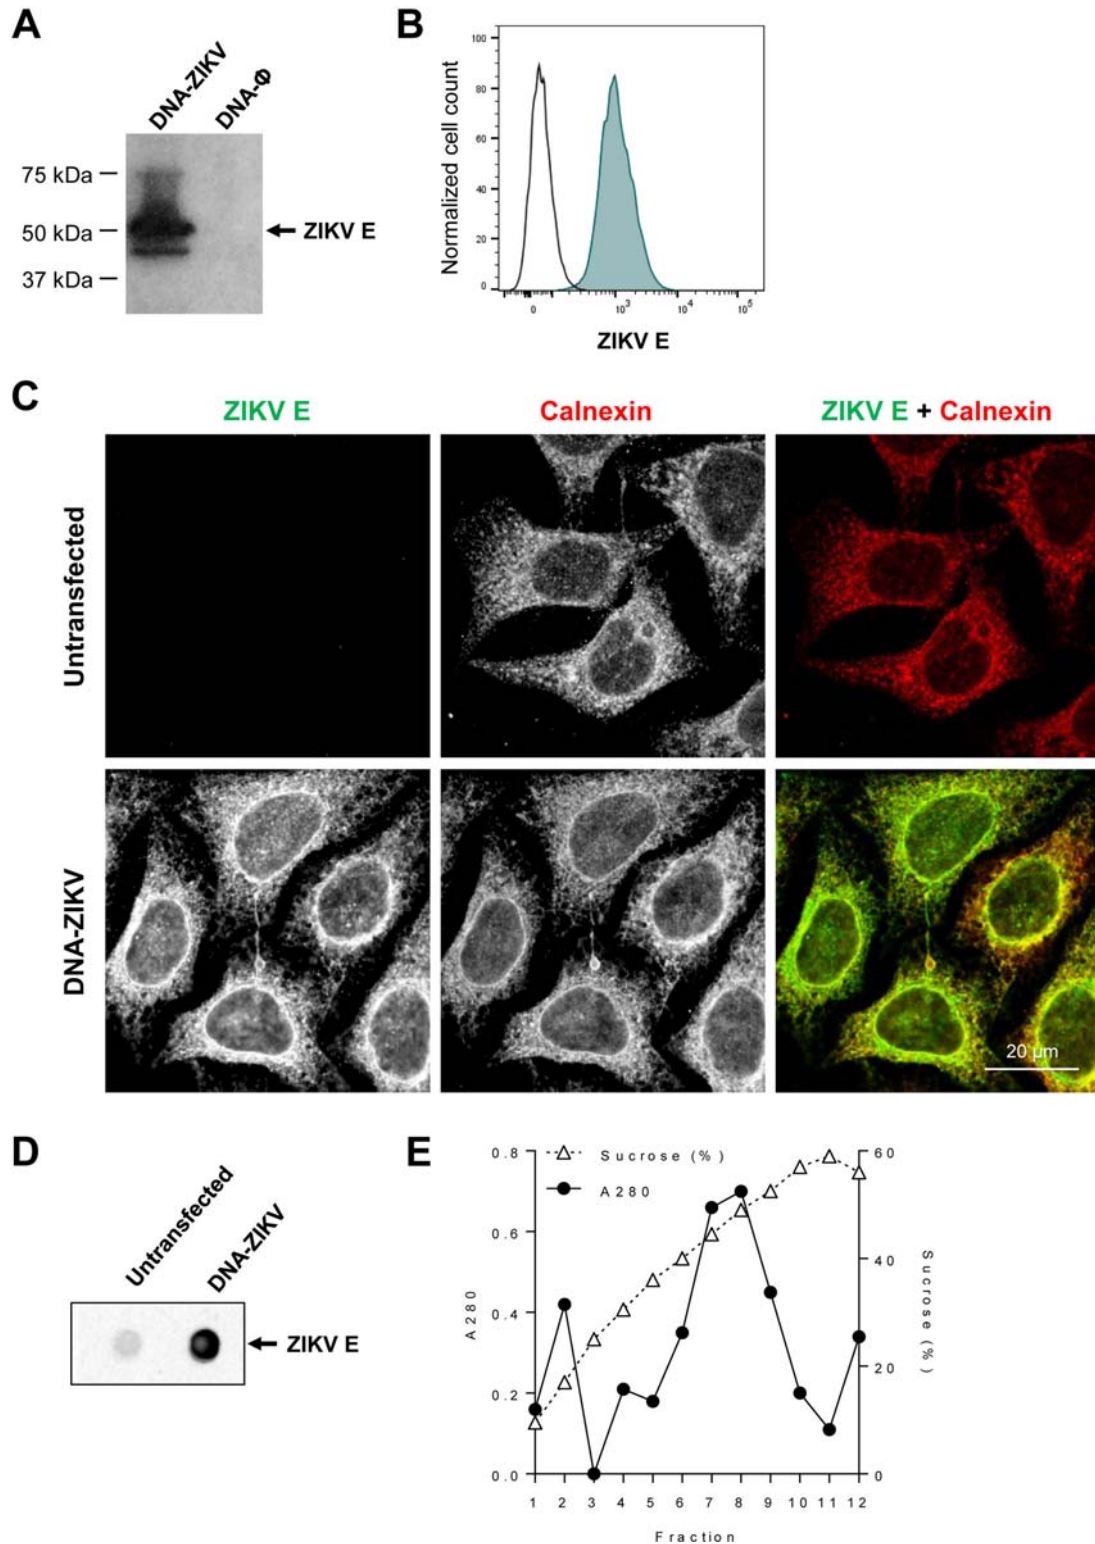 A
DNA-ZIKV
DNA-Φ
75 kDa
50 kDa
37 kDa
ZIKV E
B
Normalized cell count
100
80
60
40
20
0
0
10³
10⁴
10⁵
ZIKV E
C
ZIKV E
Calnexin
ZIKV E + Calnexin
Untransfected
DNA-ZIKV
20 µm
D
Untransfected
DNA-ZIKV
ZIKV E
E
Sucrose (%)
A280
0.8
0.6
0.4
0.2
0.0
A280
60
40
20
0
Sucrose (%)
1 2 3 4 5 6 7 8 9 10 11 12
Fraction